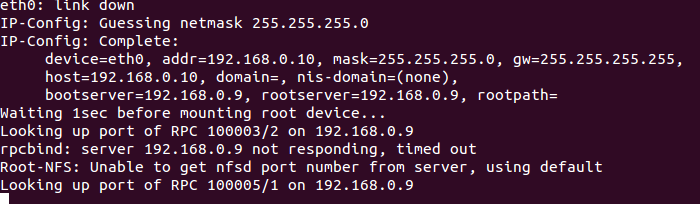 eth0: link down
IP-Config: Guessing netmask 255.255.255.0
IP-Config: Complete:
device=eth0, addr=192.168.0.10, mask=255.255.255.0, gw=255.255.255.255,
host=192.168.0.10, domain=, nis-domain=(none),
bootserver=192.168.0.9, rootserver=192.168.0.9, rootpath=
Waiting 1sec before mounting root device...
Looking up port of RPC 100003/2 on 192.168.0.9
rpcbind: server 192.168.0.9 not responding, timed out
Root-NFS: Unable to get nfsd port number from server, using default
Looking up port of RPC 100005/1 on 192.168.0.9